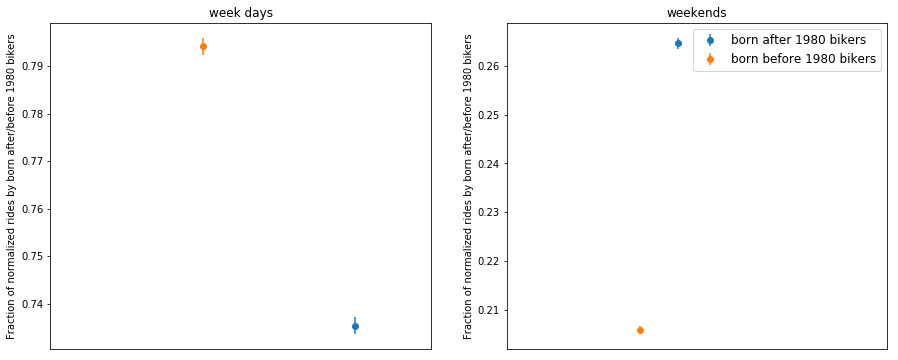 week days
Fraction of normalized rides by born after/before 1980 bikers
0.79
0.78
0.77
0.76
0.75
0.74
weekends
Fraction of normalized rides by born after/before 1980 bikers
0.26
0.25
0.24
0.23
0.22
0.21
born after 1980 bikers
born before 1980 bikers